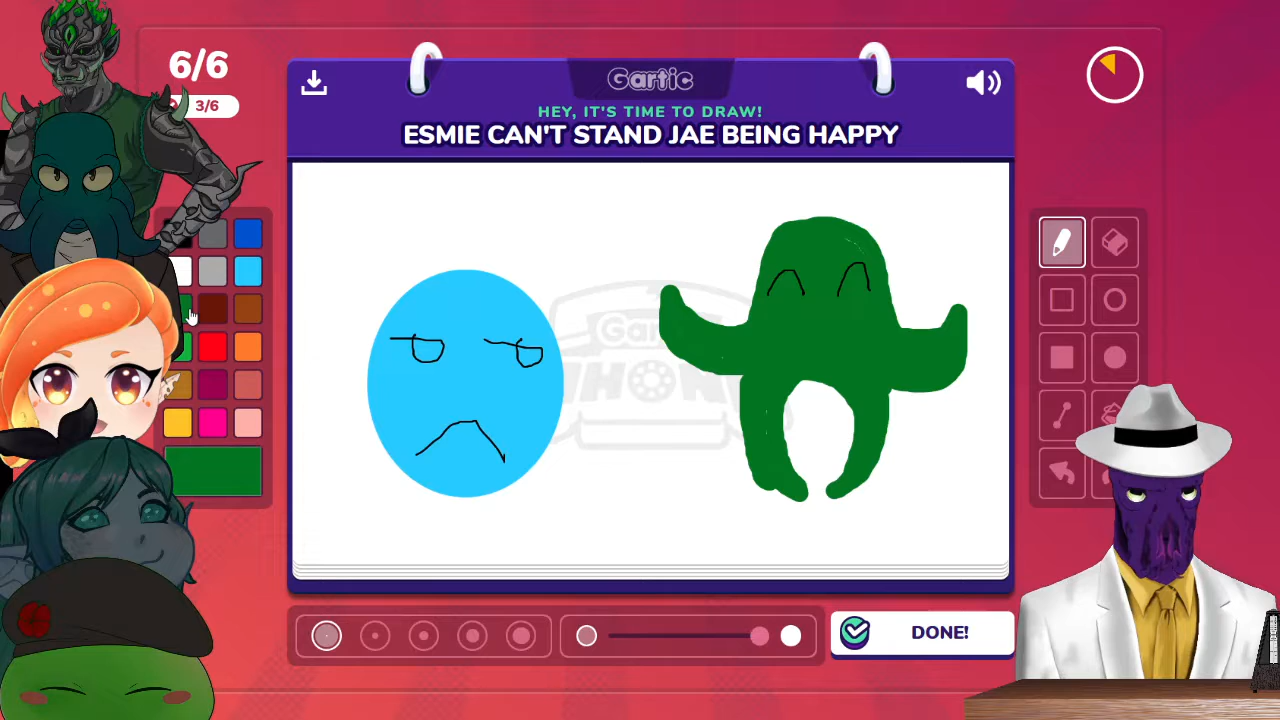 6/6
3/6
Gartic
HEY, IT'S TIME TO DRAW!
ESMIE CAN'T STAND JAE BEING HAPPY
DONE!